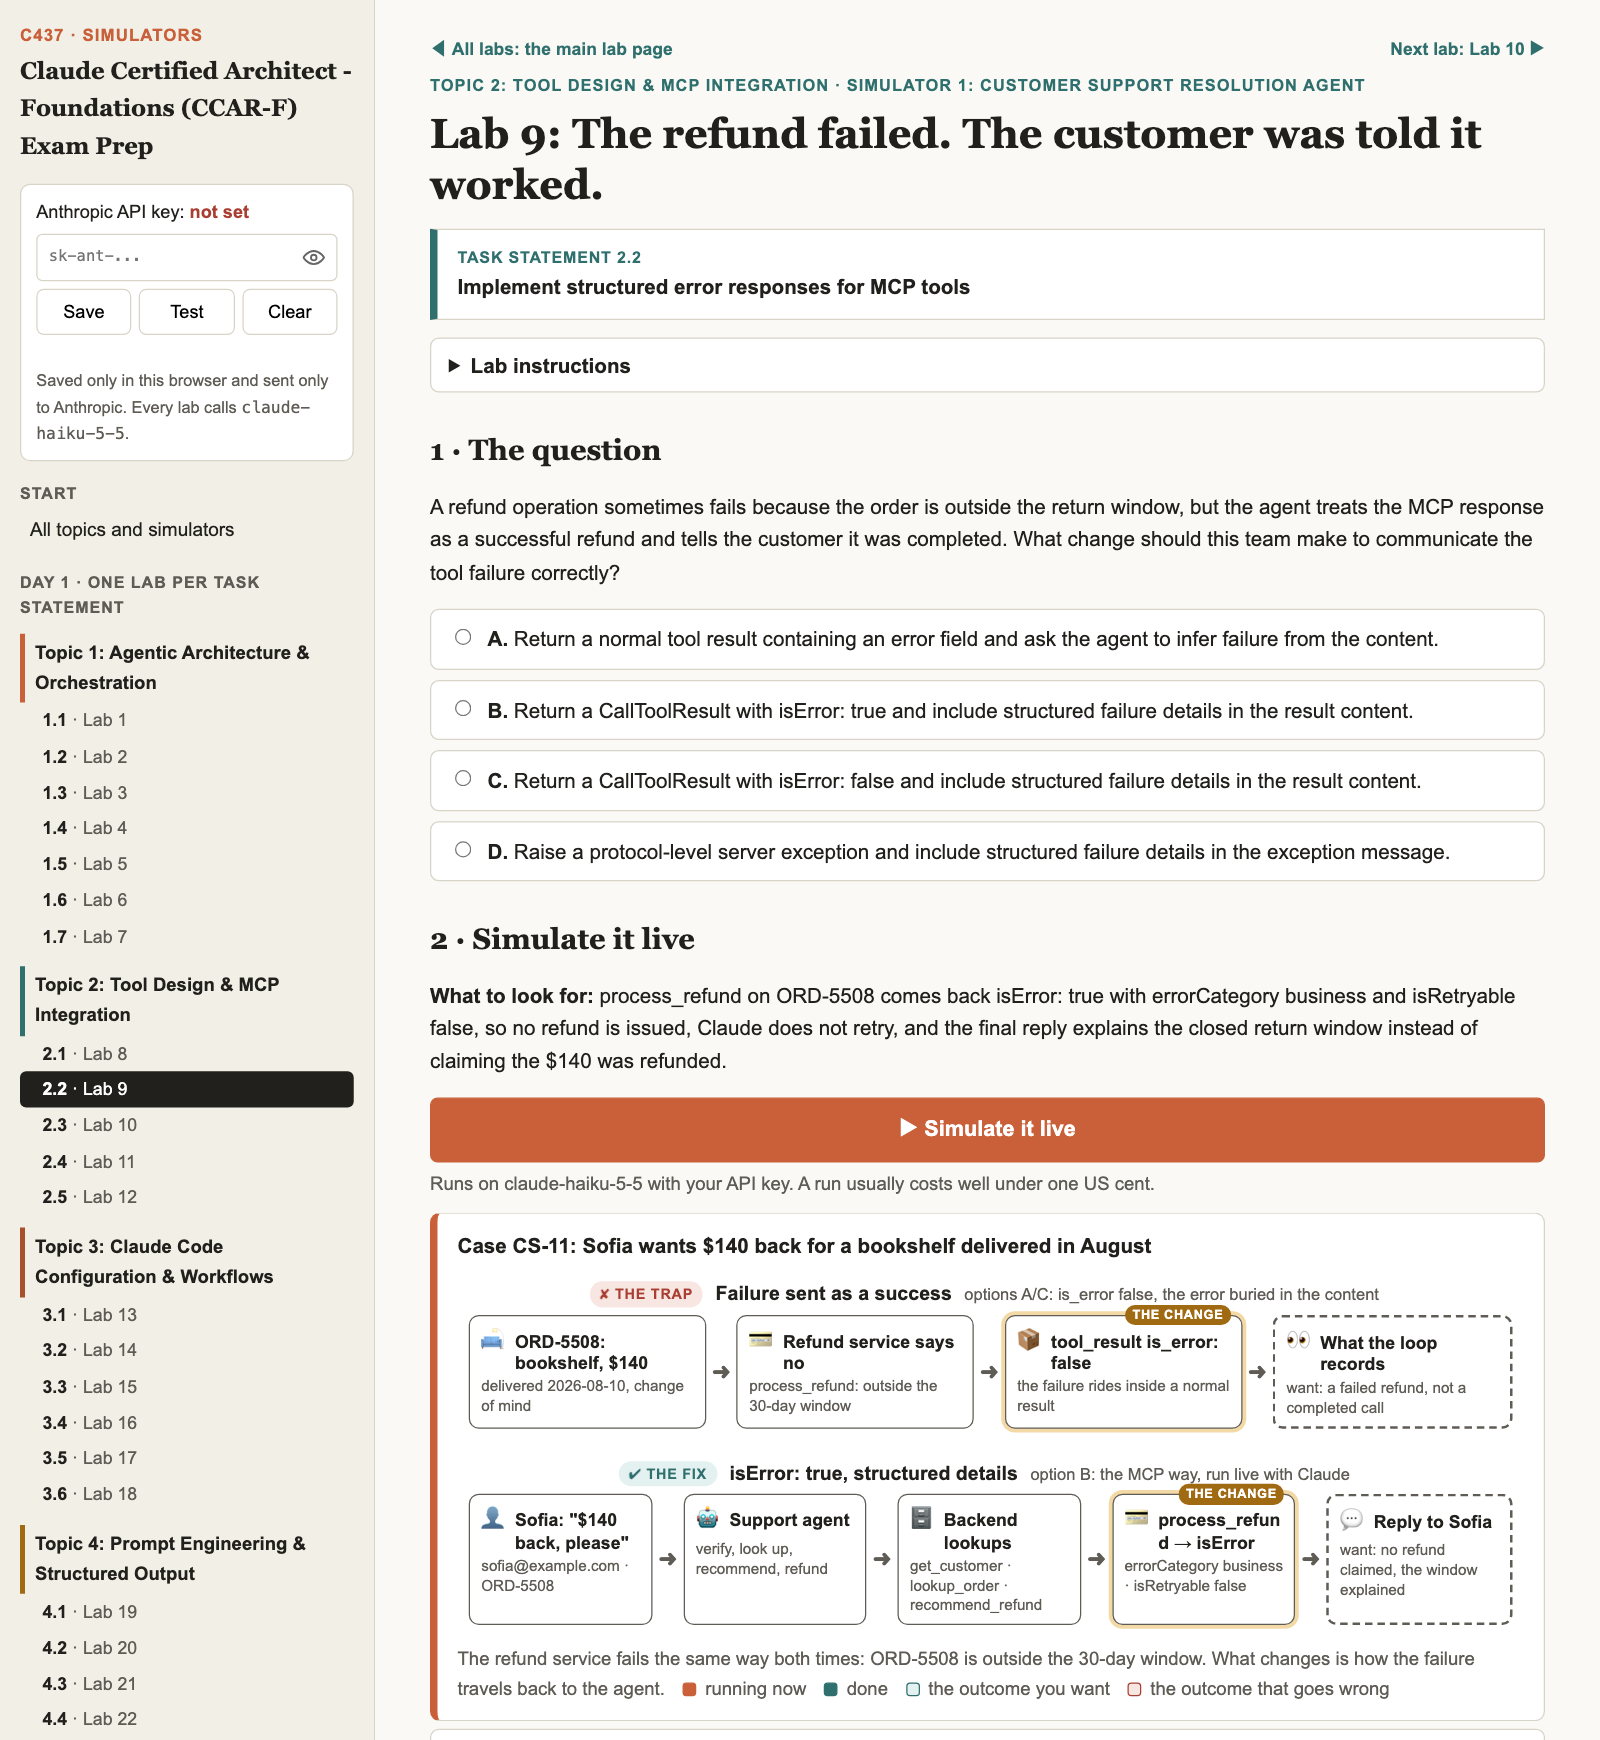 C437 · SIMULATORS
Claude Certified Architect -
Foundations (CCAR-F)
Exam Prep
Anthropic API key: not set
sk-ant-...
Save
Test
Clear
Saved only in this browser and sent only
to Anthropic. Every lab calls claude-
haiku-5-5.
START
All topics and simulators
DAY 1 · ONE LAB PER TASK
STATEMENT
Topic 1: Agentic Architecture &
Orchestration
1.1 · Lab 1
1.2 · Lab 2
1.3 · Lab 3
1.4 · Lab 4
1.5 · Lab 5
1.6 · Lab 6
1.7 · Lab 7
Topic 2: Tool Design & MCP
Integration
2.1 · Lab 8
2.2 · Lab 9
2.3 · Lab 10
2.4 · Lab 11
2.5 · Lab 12
Topic 3: Claude Code
Configuration & Workflows
3.1 · Lab 13
3.2 · Lab 14
3.3 · Lab 15
3.4 · Lab 16
3.5 · Lab 17
3.6 · Lab 18
Topic 4: Prompt Engineering &
Structured Output
4.1 · Lab 19
4.2 · Lab 20
4.3 · Lab 21
4.4 · Lab 22
◀ All labs: the main lab page
Next lab: Lab 10 ▶
TOPIC 2: TOOL DESIGN & MCP INTEGRATION · SIMULATOR 1: CUSTOMER SUPPORT RESOLUTION AGENT
Lab 9: The refund failed. The customer was told it
worked.
TASK STATEMENT 2.2
Implement structured error responses for MCP tools
▶ Lab instructions
1 · The question
A refund operation sometimes fails because the order is outside the return window, but the agent treats the MCP response
as a successful refund and tells the customer it was completed. What change should this team make to communicate the
tool failure correctly?
A. Return a normal tool result containing an error field and ask the agent to infer failure from the content.
B. Return a CallToolResult with isError: true and include structured failure details in the result content.
C. Return a CallToolResult with isError: false and include structured failure details in the result content.
D. Raise a protocol-level server exception and include structured failure details in the exception message.
2 · Simulate it live
What to look for: process_refund on ORD-5508 comes back isError: true with errorCategory business and isRetryable
false, so no refund is issued, Claude does not retry, and the final reply explains the closed return window instead of
claiming the $140 was refunded.
▶ Simulate it live
Runs on claude-haiku-5-5 with your API key. A run usually costs well under one US cent.
Case CS-11: Sofia wants $140 back for a bookshelf delivered in August
✘ THE TRAP Failure sent as a success options A/C: is_error false, the error buried in the content
ORD-5508:
bookshelf, $140
delivered 2026-08-10, change
of mind
➜
Refund service says
no
process_refund: outside the
30-day window
➜
THE CHANGE
tool_result is_error:
false
the failure rides inside a normal
result
➜
What the loop
records
want: a failed refund, not a
completed call
✔ THE FIX isError: true, structured details option B: the MCP way, run live with Claude
Sofia: "$140
back, please"
sofia@example.com ·
ORD-5508
➜
Support agent
verify, look up,
recommend, refund
➜
Backend
lookups
get_customer ·
lookup_order ·
recommend_refund
➜
THE CHANGE
process_refun
d → isError
errorCategory business
· isRetryable false
➜
Reply to Sofia
want: no refund
claimed, the window
explained
The refund service fails the same way both times: ORD-5508 is outside the 30-day window. What changes is how the failure
travels back to the agent. running now done the outcome you want the outcome that goes wrong